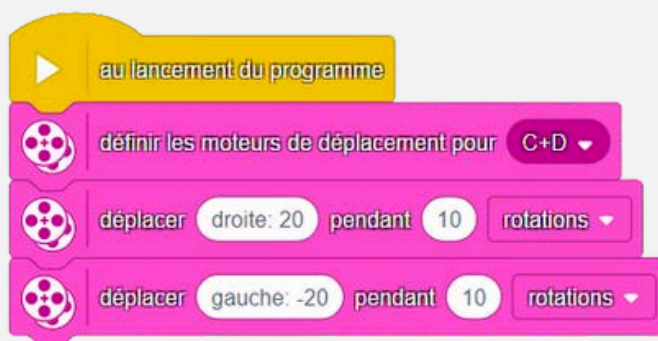 au lancement du programme
définir les moteurs de déplacement pour C+D
déplacer droite: 20 pendant 10 rotations
déplacer gauche: -20 pendant 10 rotations